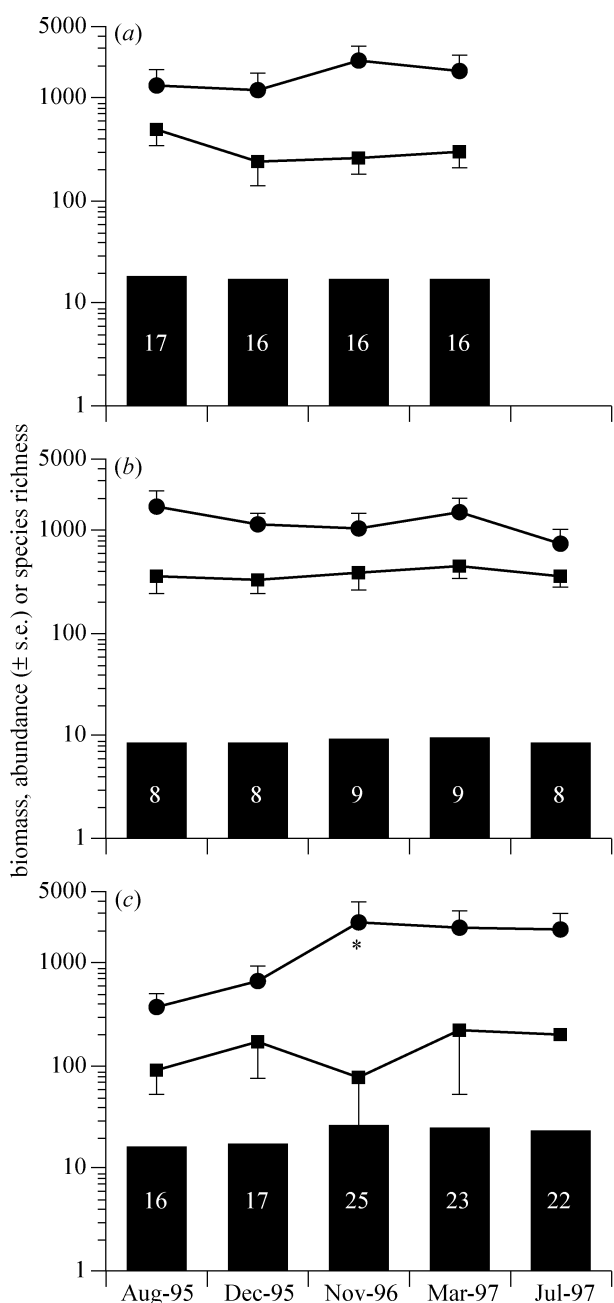 biomass, abundance (± s.e.) or species richness
(a)
5000
1000
100
10
1
17 16 16 16
(b)
5000
1000
100
10
1
8 8 9 9 8
(c)
5000
1000
100
10
1
*
16 17 25 23 22
Aug-95 Dec-95 Nov-96 Mar-97 Jul-97